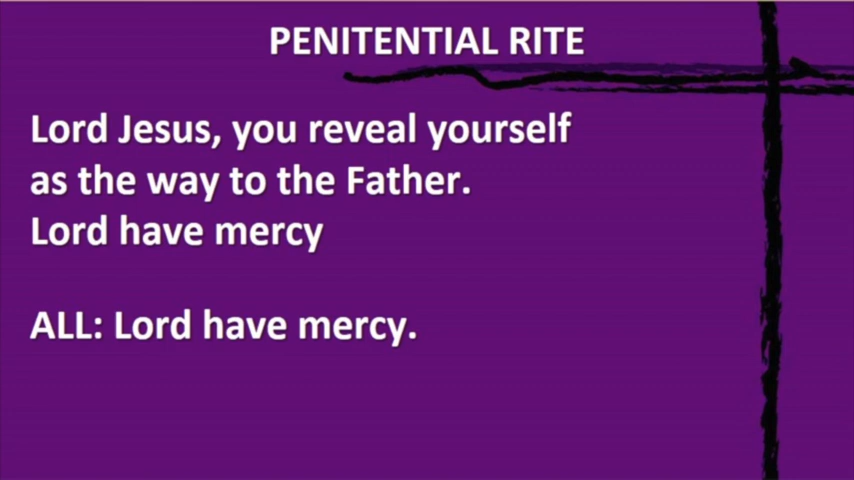 PENITENTIAL RITE
Lord Jesus, you reveal yourself
as the way to the Father.
Lord have mercy
ALL: Lord have mercy.